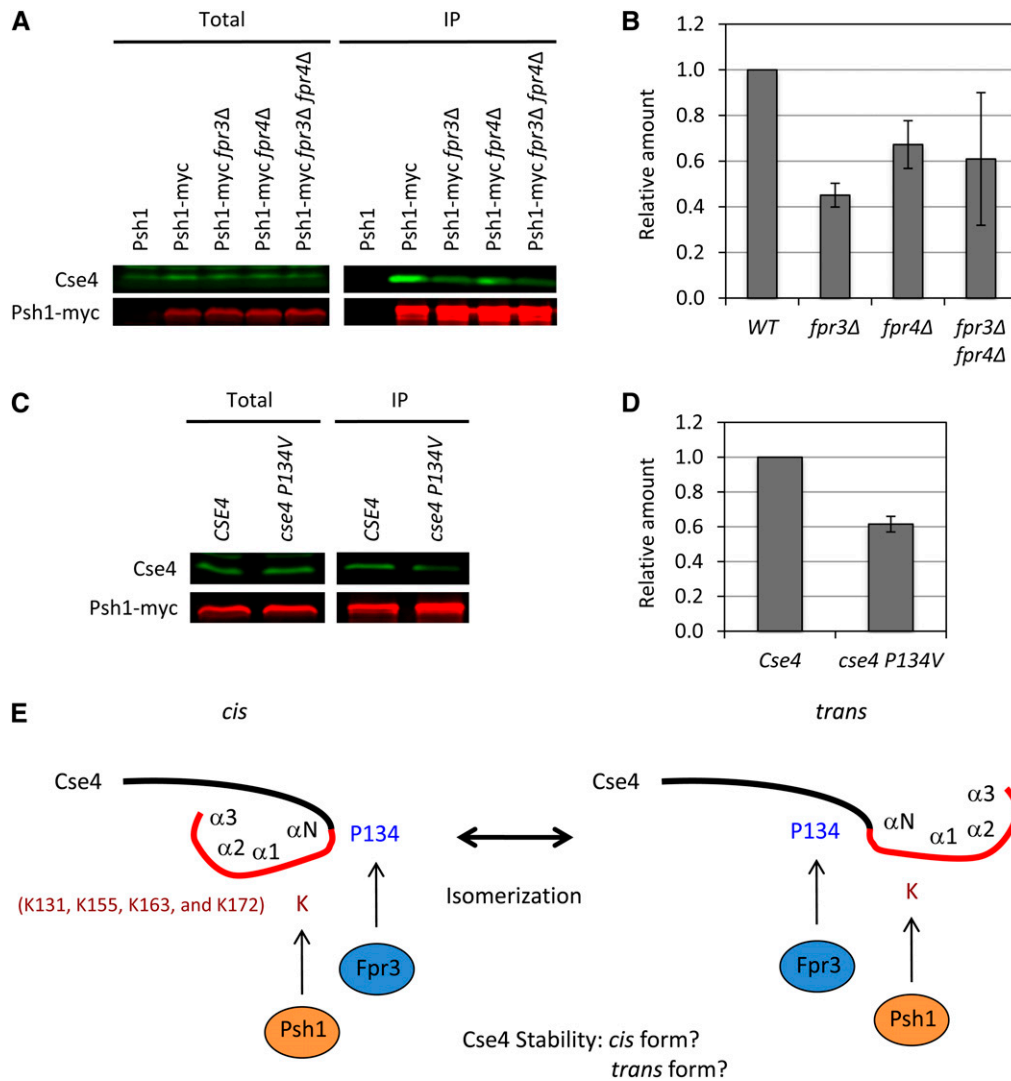 A
Total
IP
Psh1
Psh1-myc
Psh1-myc fpr3Δ
Psh1-myc fpr4Δ
Psh1-myc fpr3Δ fpr4Δ
Psh1
Psh1-myc
Psh1-myc fpr3Δ
Psh1-myc fpr4Δ
Psh1-myc fpr3Δ fpr4Δ
Cse4
Psh1-myc
B
Relative amount
1.2
1.0
0.8
0.6
0.4
0.2
0.0
WT
fpr3Δ
fpr4Δ
fpr3Δ
fpr4Δ
C
Total
IP
CSE4
cse4 P134V
CSE4
cse4 P134V
Cse4
Psh1-myc
D
Relative amount
1.2
1.0
0.8
0.6
0.4
0.2
0.0
Cse4
cse4 P134V
E
cis
trans
Cse4
α3
α2
α1
αN
P134
(K131, K155, K163, and K172)
K
Fpr3
Psh1
Isomerization
Cse4
P134
αN
α1
α2
α3
K
Fpr3
Psh1
Cse4 Stability: cis form?
trans form?